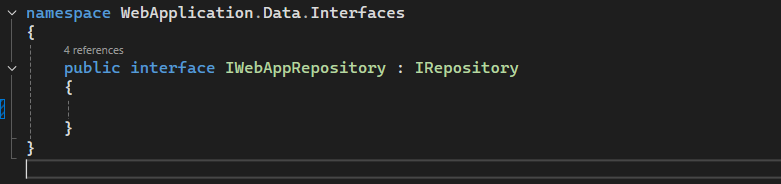 namespace WebApplication.Data.Interfaces
{
4 references
public interface IWebAppRepository : IRepository
{
}
}